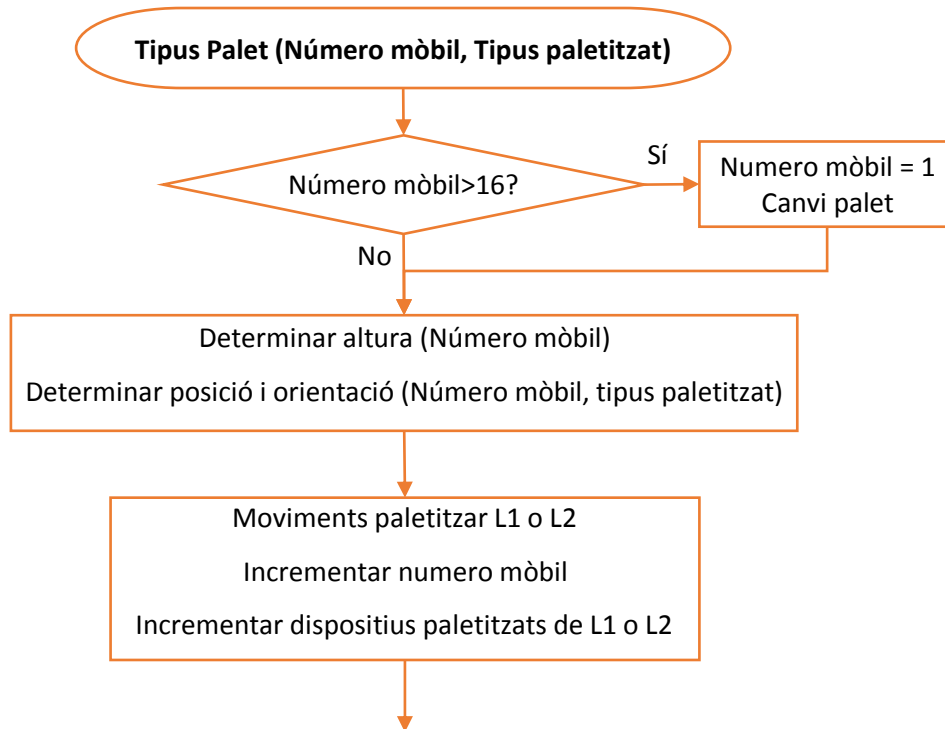 Tipus Palet (Número mòbil, Tipus paletitzat)
Número mòbil>16?
Sí
Numero mòbil = 1
Canvi palet
No
Determinar altura (Número mòbil)
Determinar posició i orientació (Número mòbil, tipus paletitzat)
Moviments paletitzar L1 o L2
Incrementar numero mòbil
Incrementar dispositius paletitzats de L1 o L2